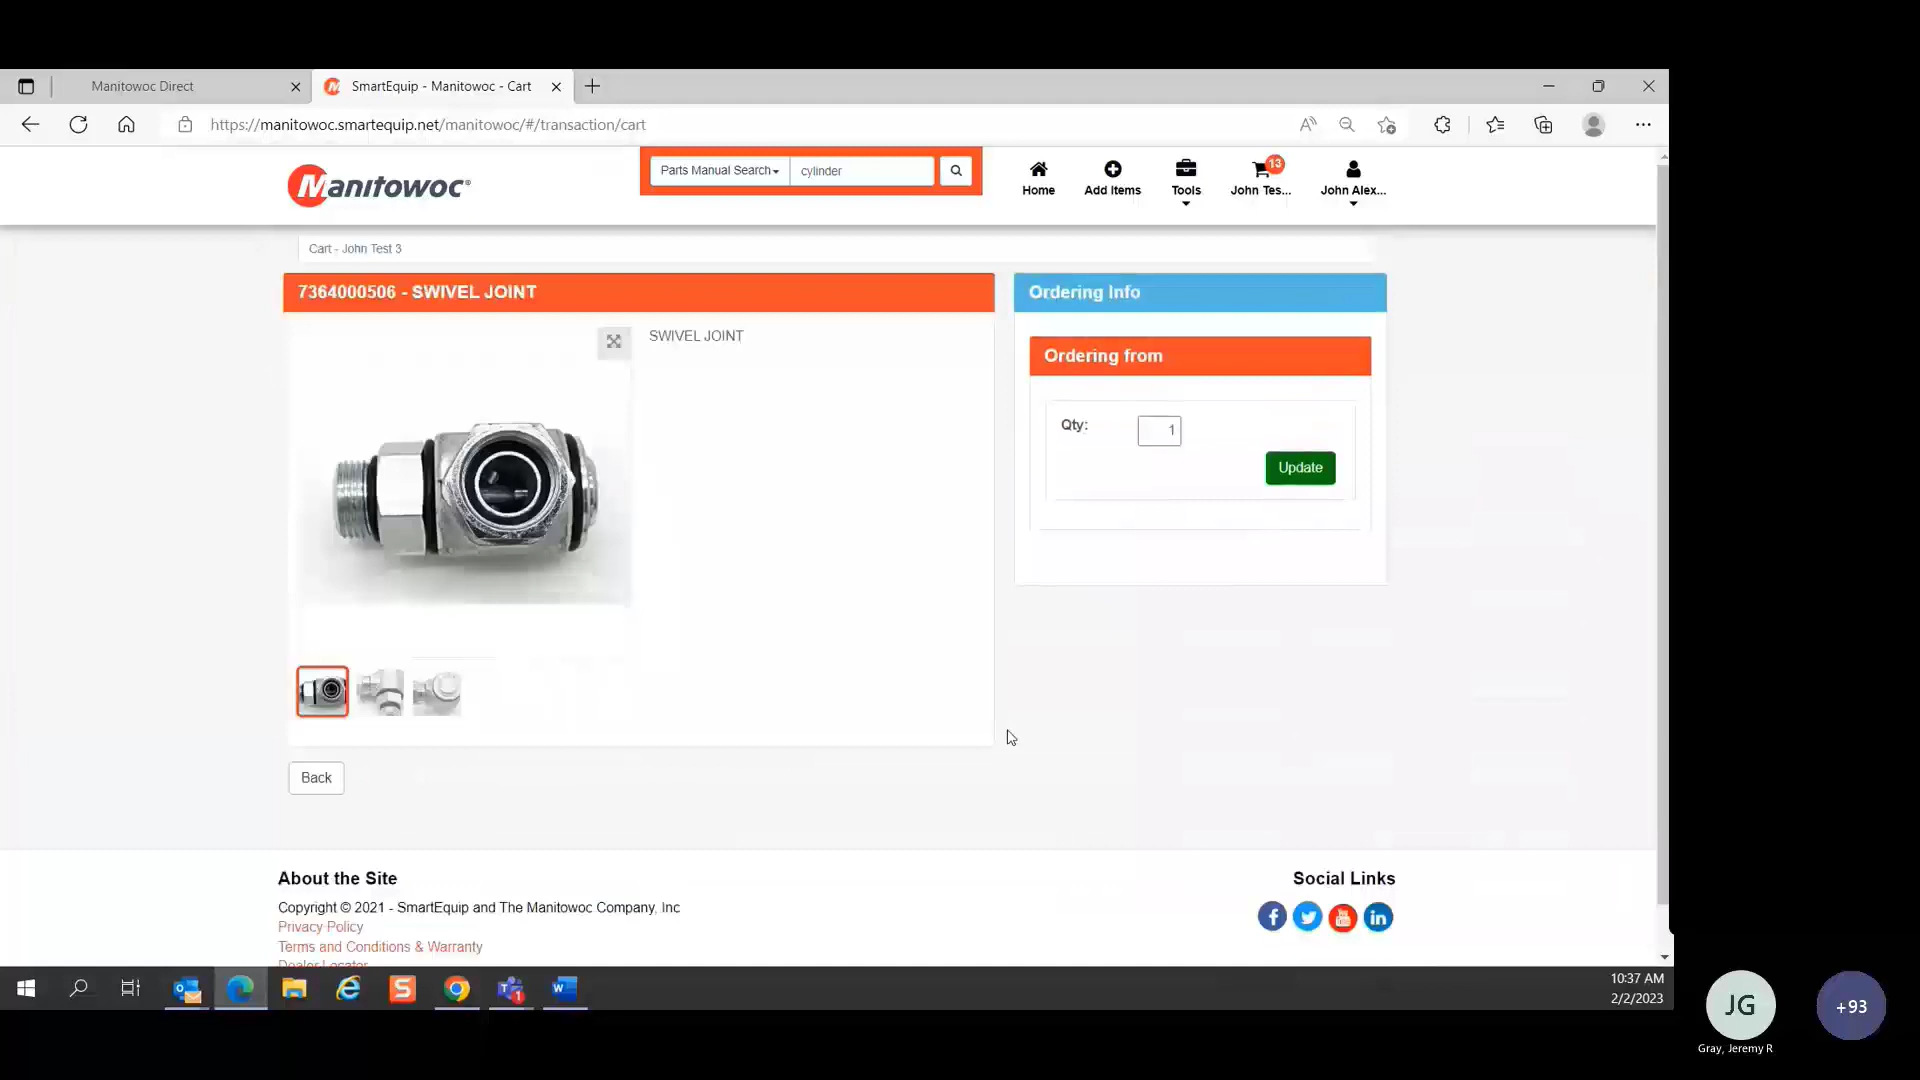 Manitowoc Direct
SmartEquip - Manitowoc - Cart
https://manitowoc.smartequip.net/manitowoc/#/transaction/cart
Manitowoc®
Parts Manual Search
cylinder
Home
Add Items
Tools
13
John Tes...
John Alex...
Cart - John Test 3
7364000506 - SWIVEL JOINT
SWIVEL JOINT
Ordering Info
Ordering from
Qty:
1
Update
Back
About the Site
Copyright © 2021 - SmartEquip and The Manitowoc Company, Inc
Privacy Policy
Terms and Conditions & Warranty
Dealer Locator
Social Links
10:37 AM
2/2/2023
JG
+93
Gray, Jeremy R